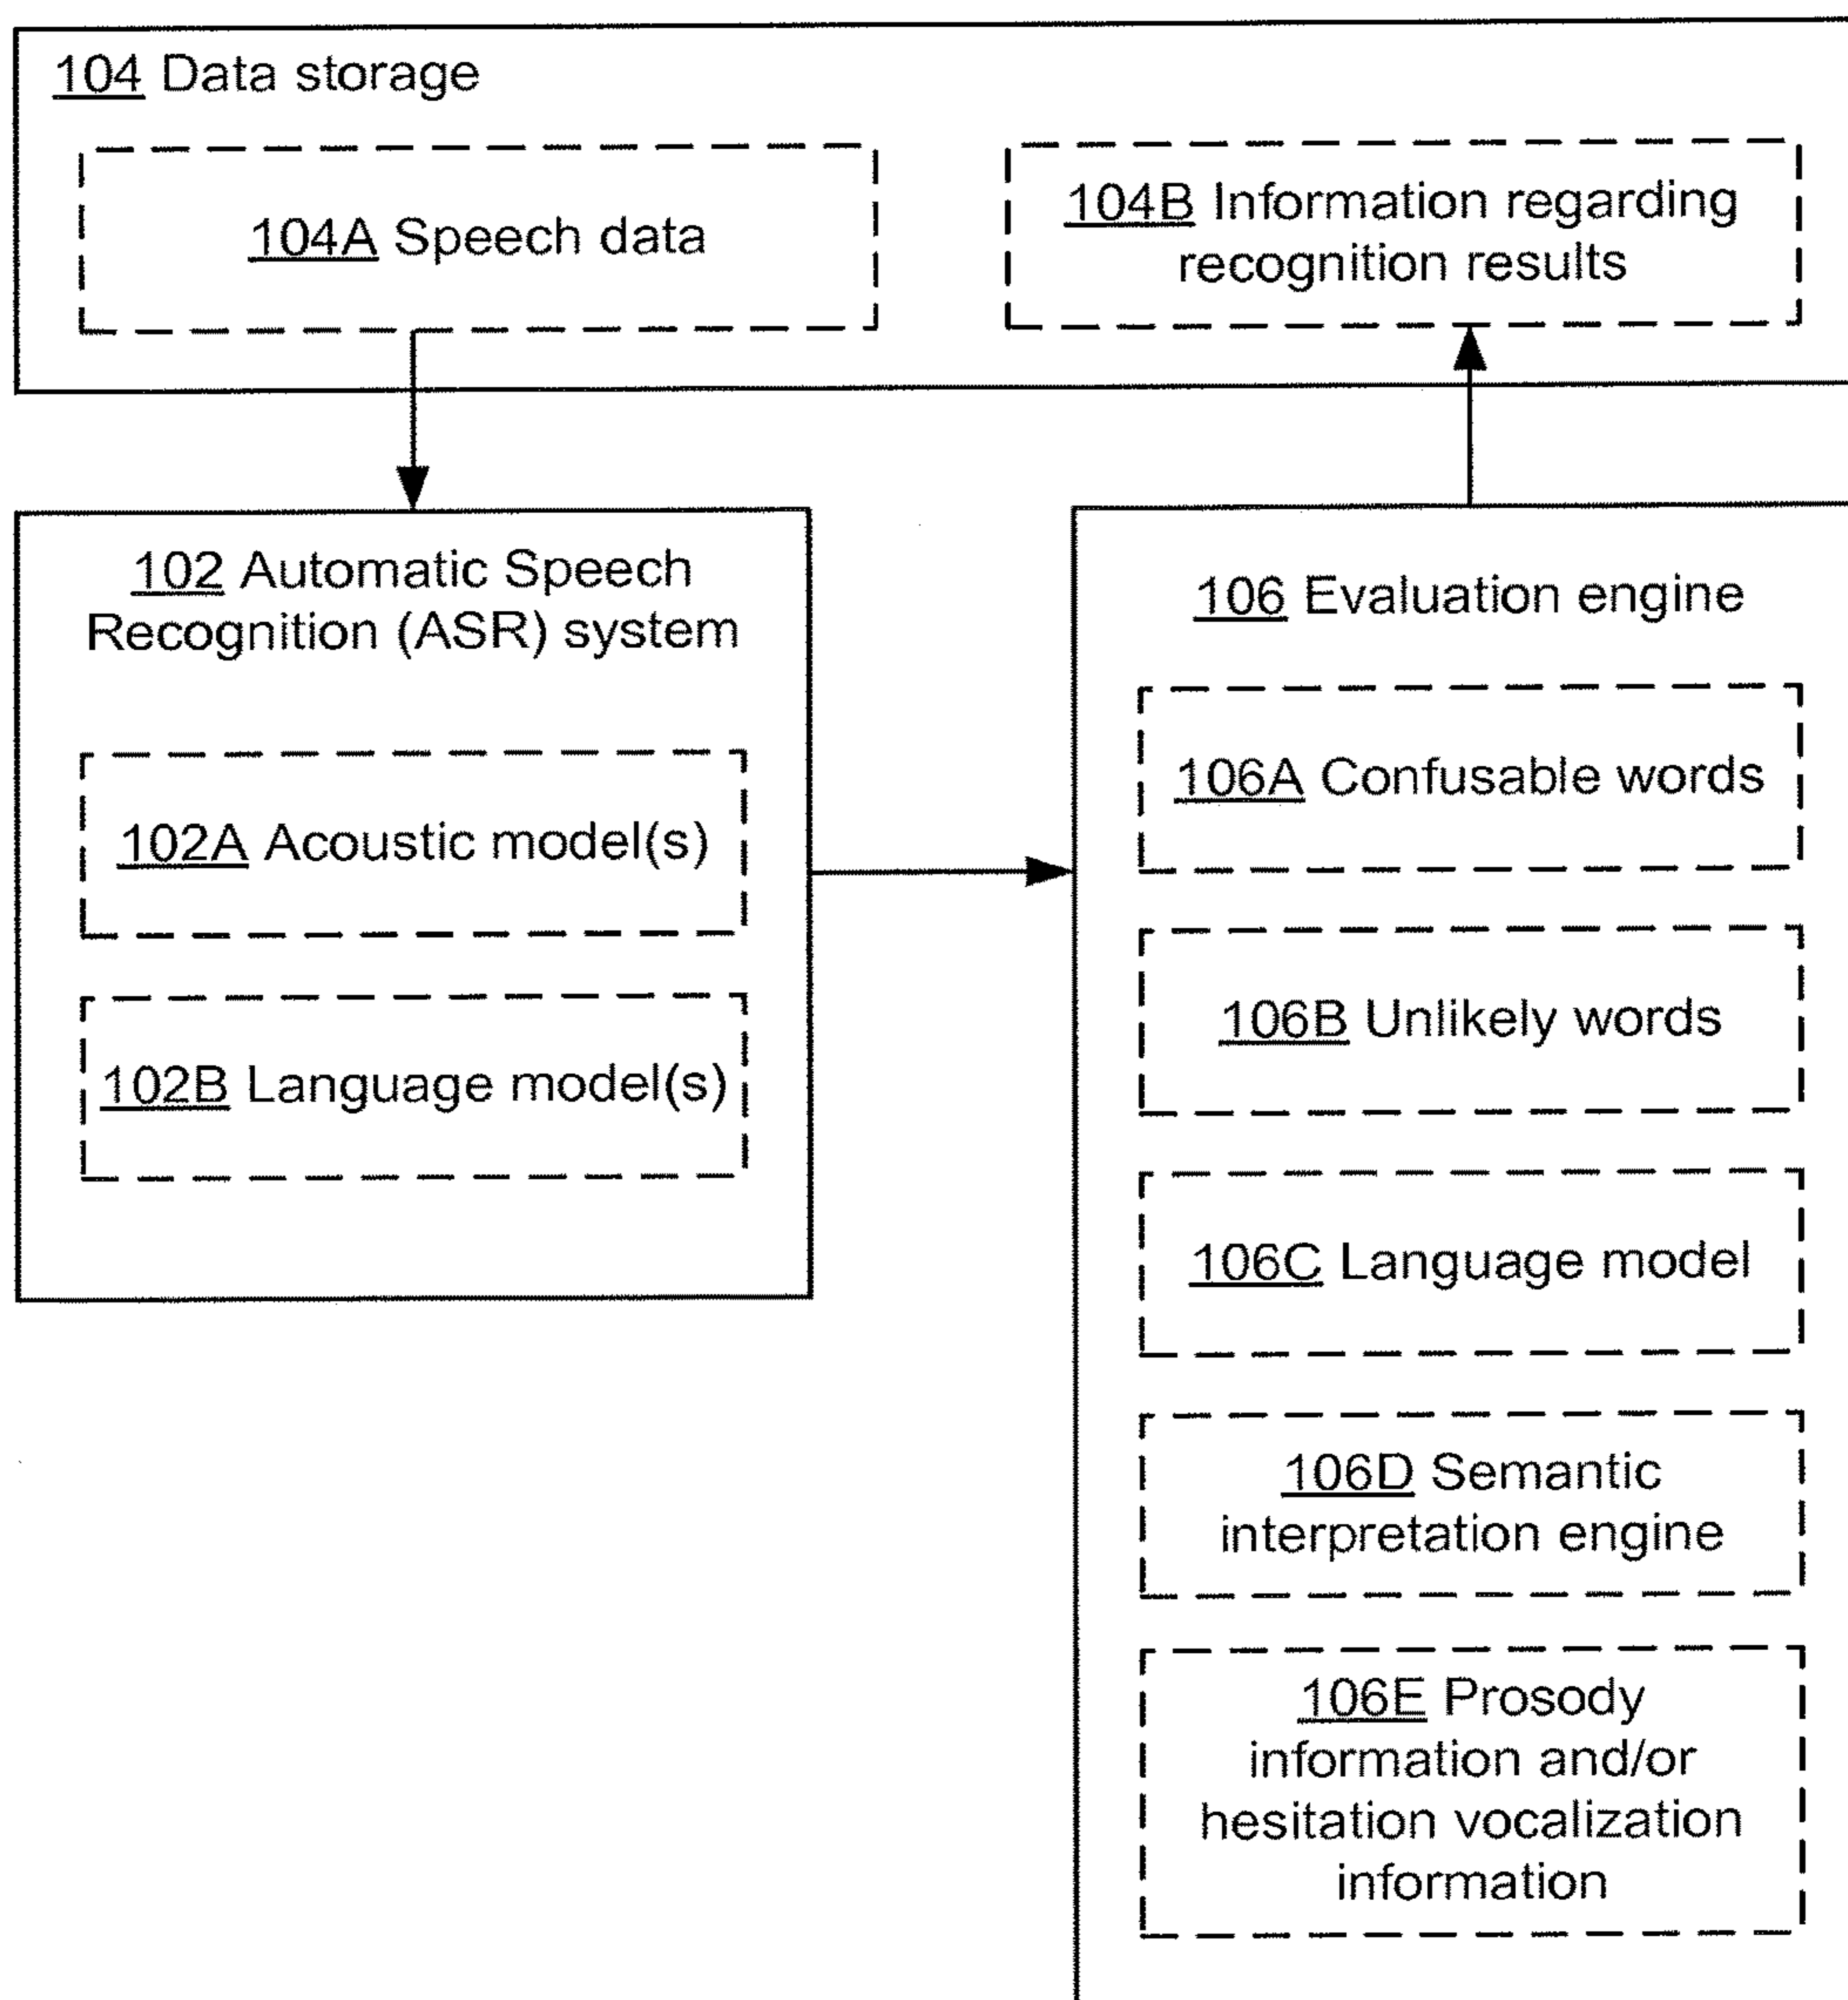 104 Data storage
104A Speech data
104B Information regarding
recognition results
102 Automatic Speech
Recognition (ASR) system
102A Acoustic model(s)
102B Language model(s)
106 Evaluation engine
106A Confusable words
106B Unlikely words
106C Language model
106D Semantic
interpretation engine
106E Prosody
information and/or
hesitation vocalization
information